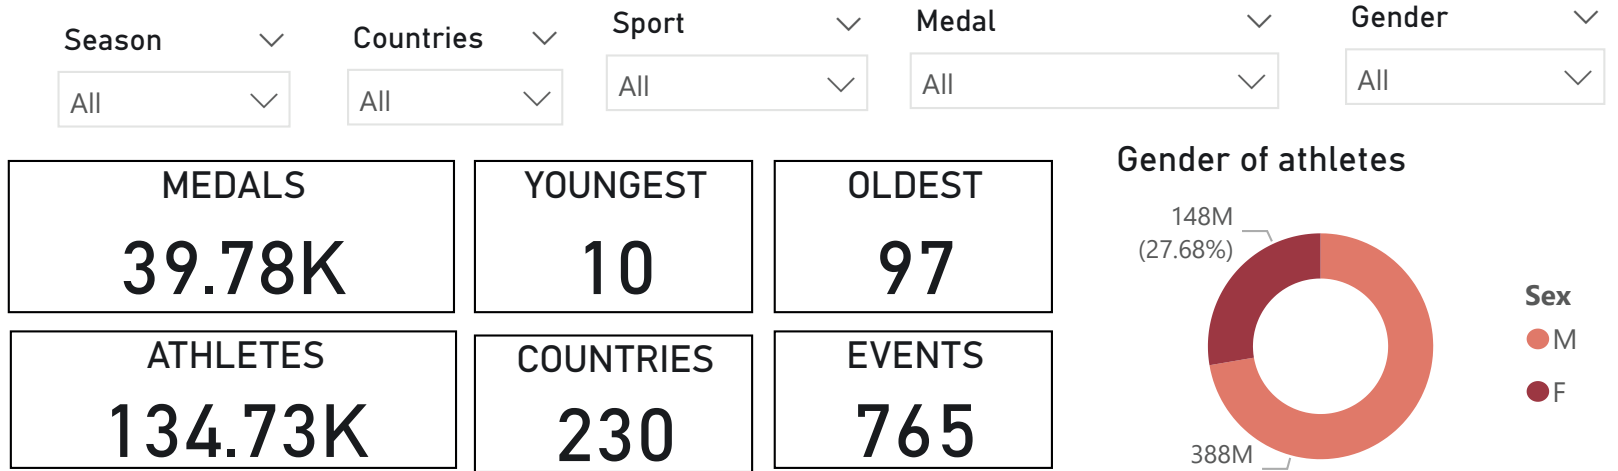 Season
All
Countries
All
Sport
All
Medal
All
Gender
All
MEDALS
39.78K
YOUNGEST
10
OLDEST
97
ATHLETES
134.73K
COUNTRIES
230
EVENTS
765
Gender of athletes
148M
(27.68%)
388M
Sex
M
F